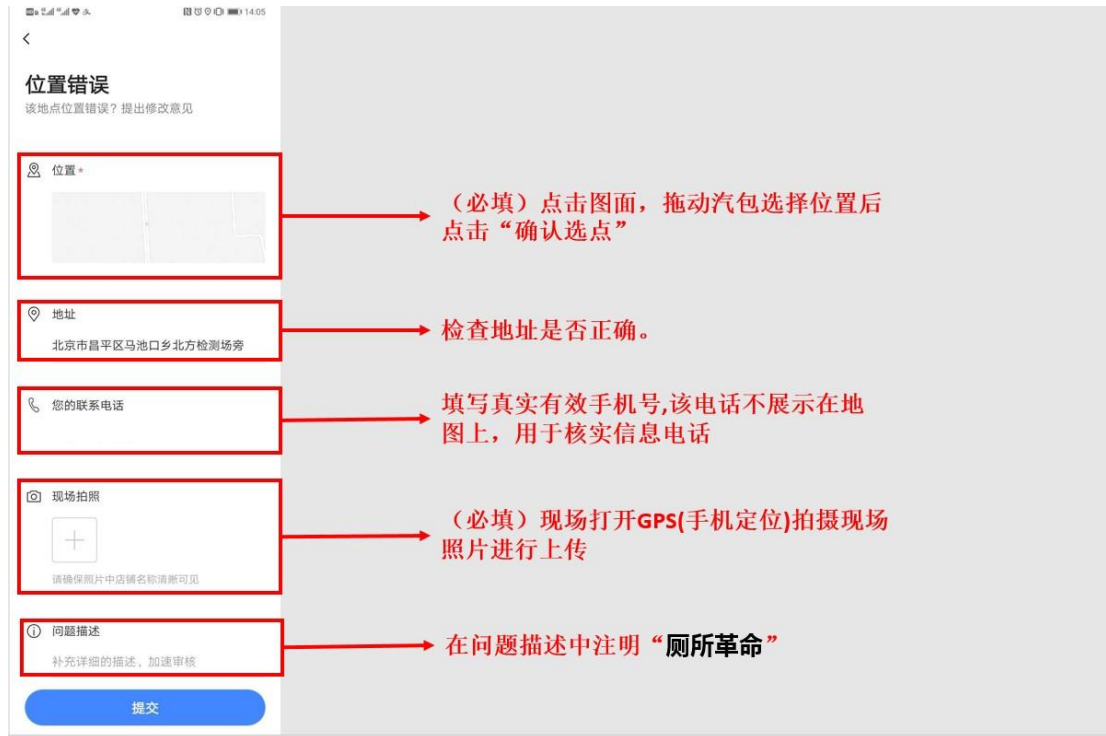 14:05
位置错误
该地点位置错误？提出修改意见
位置*
（必填）点击图面，拖动汽包选择位置后
点击“确认选点”
地址
北京市昌平区马池口乡北方检测场旁
检查地址是否正确。
您的联系电话
填写真实有效手机号,该电话不展示在地
图上，用于核实信息电话
现场拍照
请确保照片中店铺名称清晰可见
（必填）现场打开GPS(手机定位)拍摄现场
照片进行上传
问题描述
补充详细的描述，加速审核
在问题描述中注明“厕所革命”
提交